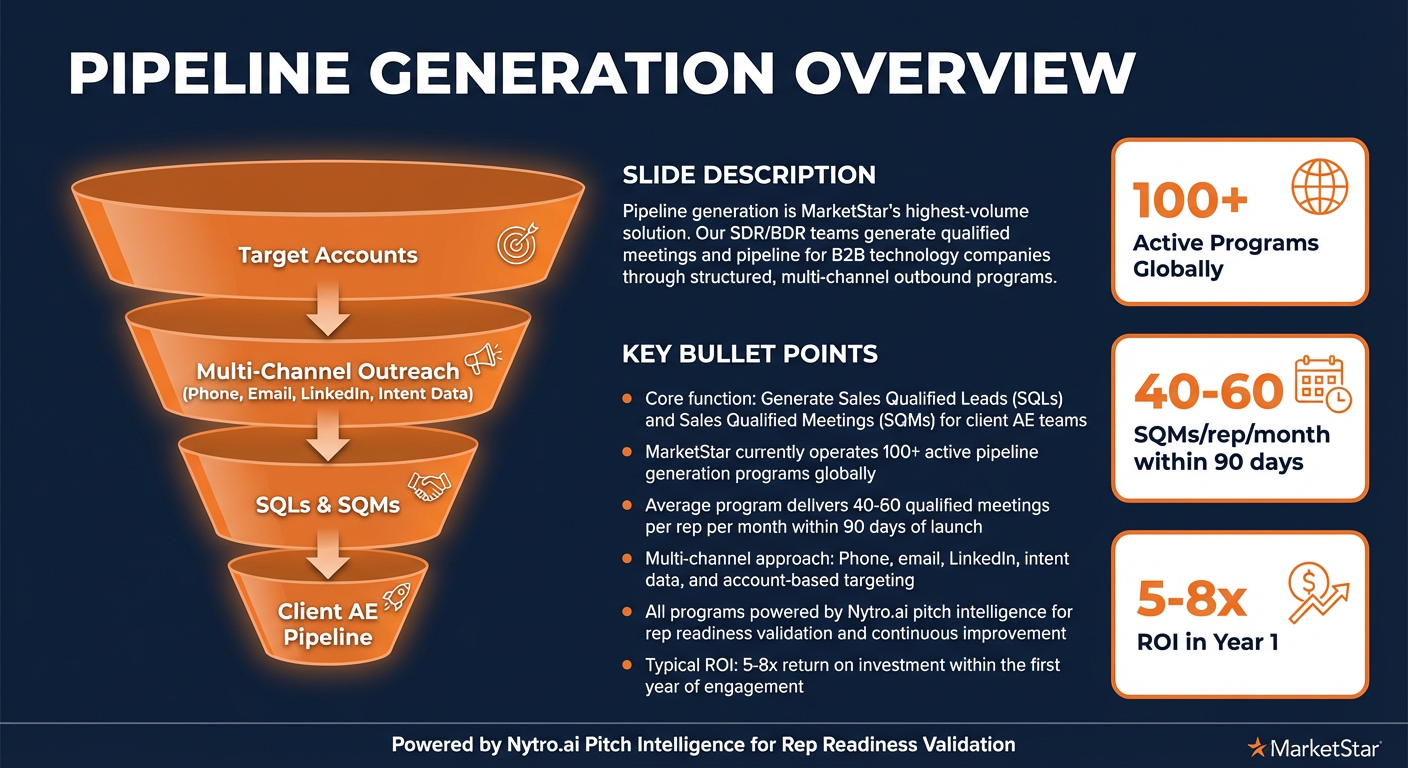 PIPELINE GENERATION OVERVIEW
Target Accounts
Multi-Channel Outreach
(Phone, Email, LinkedIn, Intent Data)
SQLs & SQMs
Client AE
Pipeline
SLIDE DESCRIPTION
Pipeline generation is MarketStar's highest-volume
solution. Our SDR/BDR teams generate qualified
meetings and pipeline for B2B technology companies
through structured, multi-channel outbound programs.
KEY BULLET POINTS
• Core function: Generate Sales Qualified Leads (SQLs)
and Sales Qualified Meetings (SQMs) for client AE teams
• MarketStar currently operates 100+ active pipeline
generation programs globally
• Average program delivers 40-60 qualified meetings
per rep per month within 90 days of launch
• Multi-channel approach: Phone, email, LinkedIn, intent
data, and account-based targeting
• All programs powered by Nytro.ai pitch intelligence for
rep readiness validation and continuous improvement
• Typical ROI: 5-8x return on investment within the first
year of engagement
100+
Active Programs
Globally
40-60
SQMs/rep/month
within 90 days
$
5-8x
ROI in Year 1
Powered by Nytro.ai Pitch Intelligence for Rep Readiness Validation
MarketStar